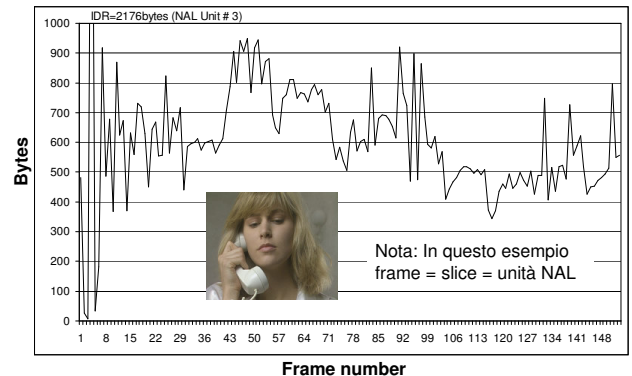 IDR=2176bytes (NAL Unit # 3)
1000
900
800
700
600
500
400
300
200
100
0
Bytes
Nota: In questo esempio
frame = slice = unità NAL
1 8 15 22 29 36 43 50 57 64 71 78 85 92 99 106 113 120 127 134 141 148
Frame number